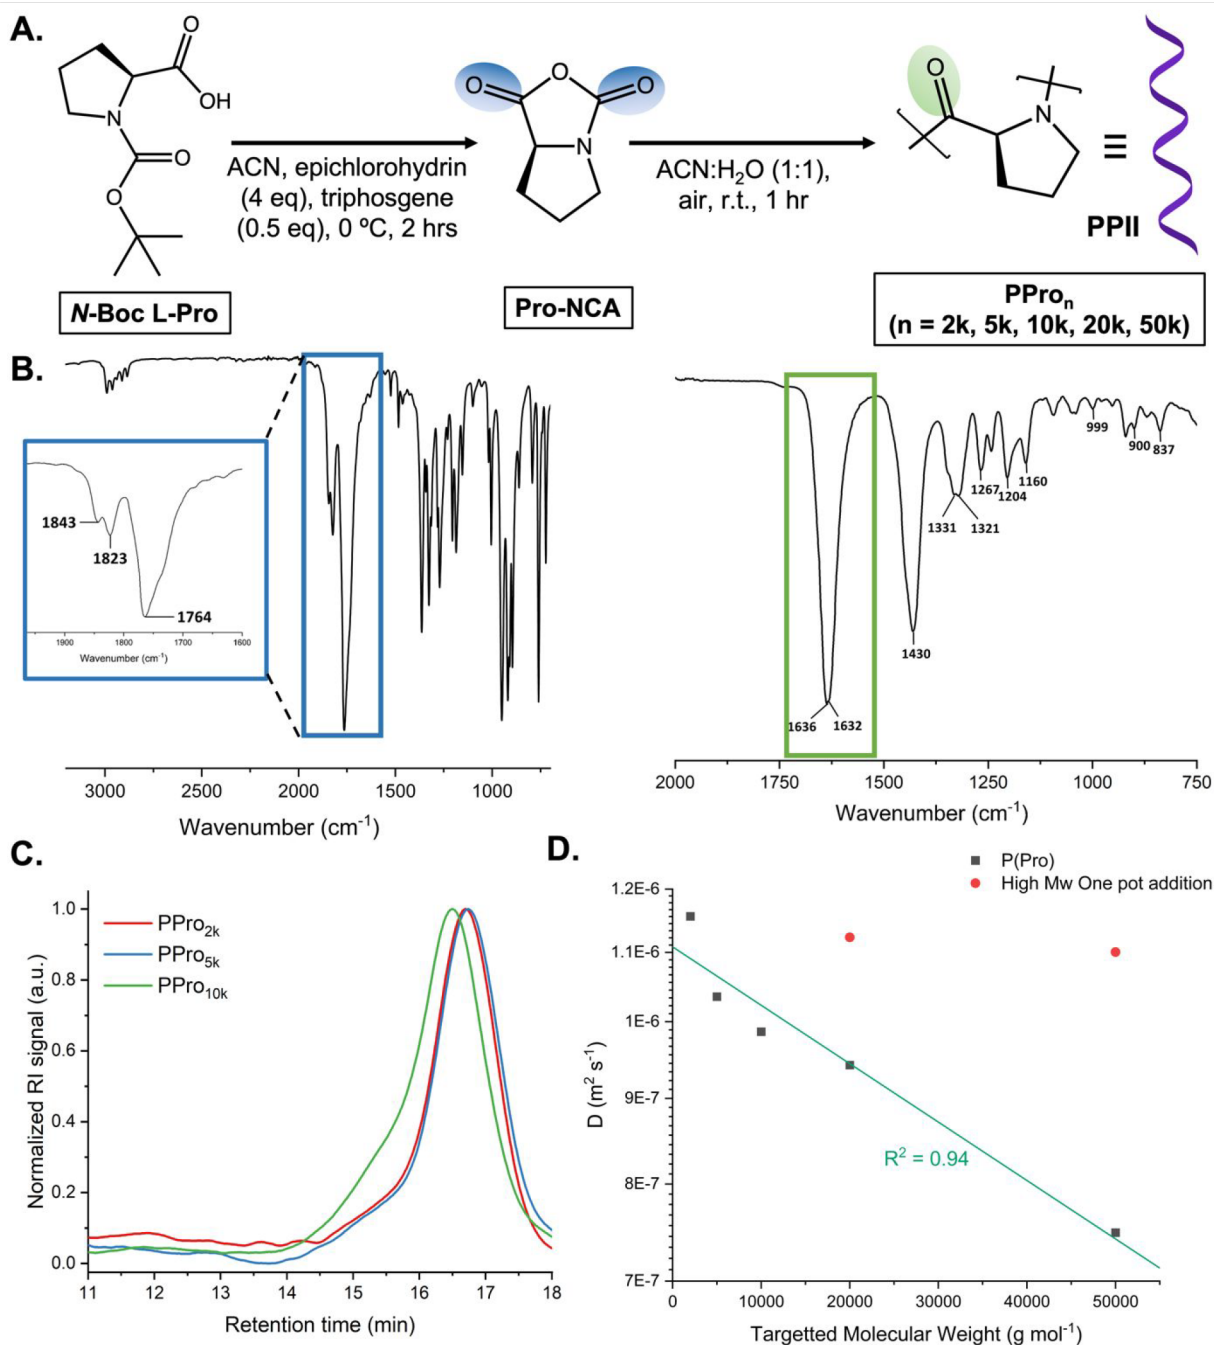 A.
O
OH
N
O
O
N-Boc L-Pro
ACN, epichlorohydrin
(4 eq), triphosgene
(0.5 eq), 0 ºC, 2 hrs
O
O
O
N
Pro-NCA
ACN:H₂O (1:1),
air, r.t., 1 hr
O
N
≡
PPII
PProₙ
(n = 2k, 5k, 10k, 20k, 50k)
B.
1843
1823
1764
1900 1800 1700 1600
Wavenumber (cm⁻¹)
3000 2500 2000 1500 1000
Wavenumber (cm⁻¹)
1636 1632
1430
1331 1321
1267
1204
1160
999
900
837
2000 1750 1500 1250 1000 750
Wavenumber (cm⁻¹)
C.
PPro₂ₖ
PPro₅ₖ
PPro₁₀ₖ
1.0
0.8
0.6
0.4
0.2
0.0
Normalized RI signal (a.u.)
11 12 13 14 15 16 17 18
Retention time (min)
D.
P(Pro)
High Mw One pot addition
1.2E-6
1.1E-6
1E-6
9E-7
8E-7
7E-7
D (m² s⁻¹)
R² = 0.94
0 10000 20000 30000 40000 50000
Targetted Molecular Weight (g mol⁻¹)